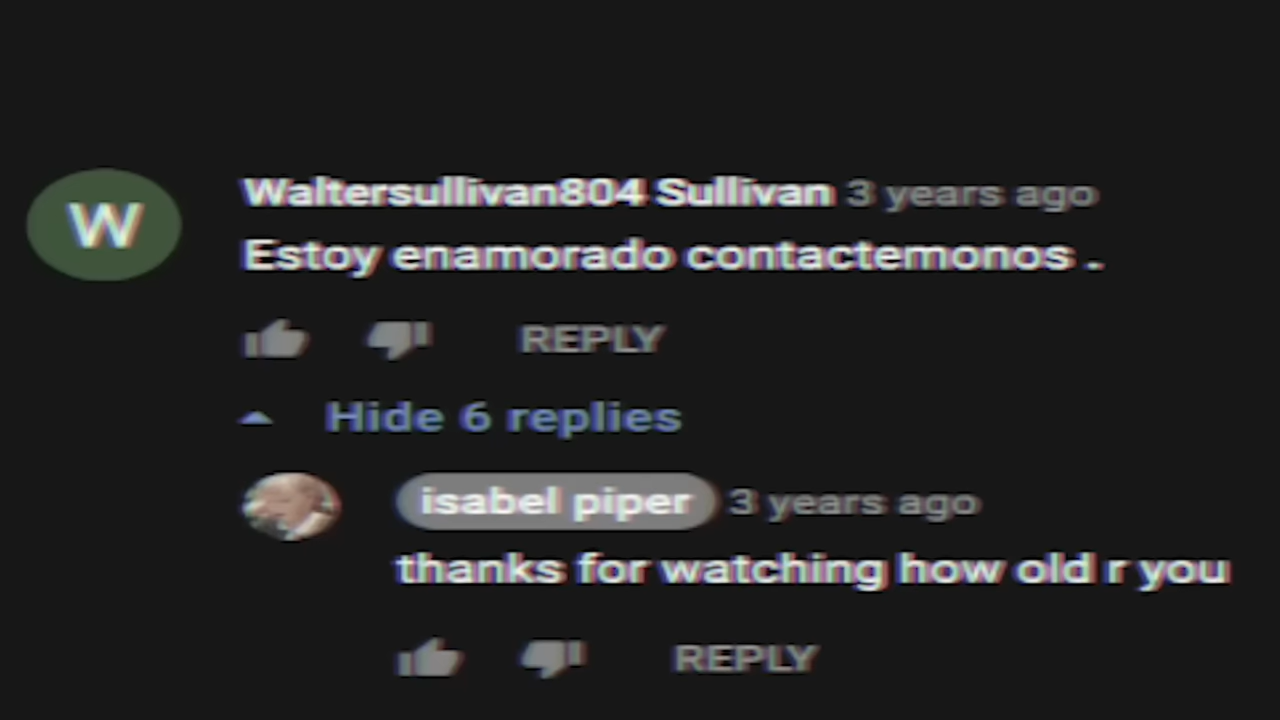 W
Waltersullivan804 Sullivan 3 years ago
Estoy enamorado contactemonos .
REPLY
Hide 6 replies
isabel piper 3 years ago
thanks for watching how old r you
REPLY